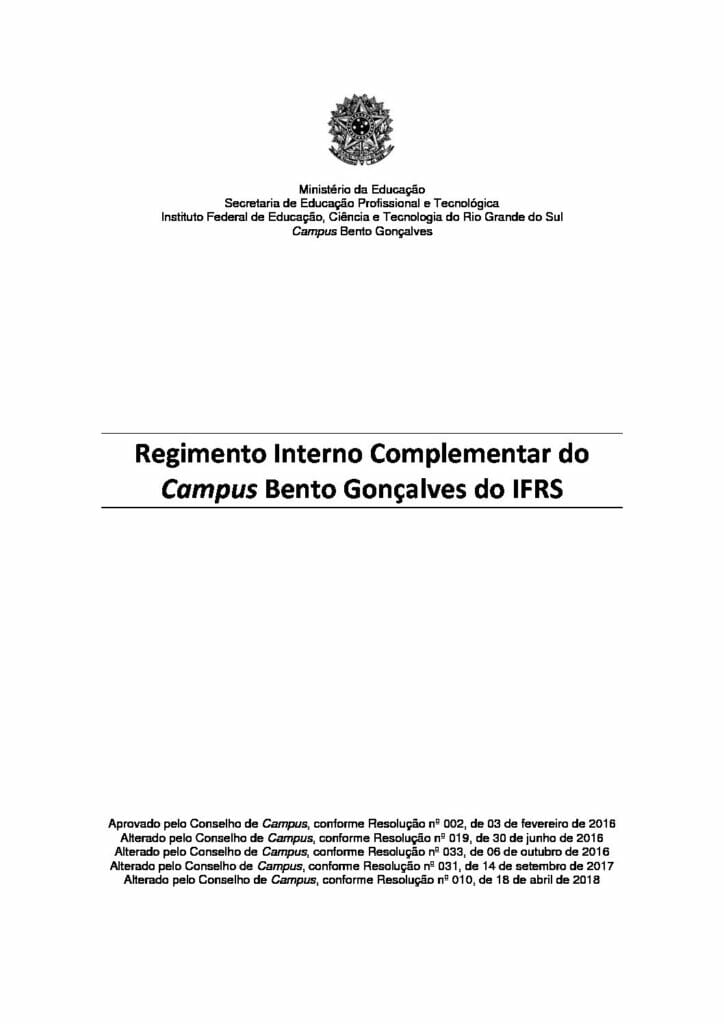 Ministério da Educação
Secretaria de Educação Profissional e Tecnológica
Instituto Federal de Educação, Ciência e Tecnologia do Rio Grande do Sul
Campus Bento Gonçalves
Regimento Interno Complementar do
Campus Bento Gonçalves do IFRS
Aprovado pelo Conselho de Campus, conforme Resolução nº 002, de 03 de fevereiro de 2016
Alterado pelo Conselho de Campus, conforme Resolução nº 019, de 30 de junho de 2016
Alterado pelo Conselho de Campus, conforme Resolução nº 033, de 06 de outubro de 2016
Alterado pelo Conselho de Campus, conforme Resolução nº 031, de 14 de setembro de 2017
Alterado pelo Conselho de Campus, conforme Resolução nº 010, de 18 de abril de 2018